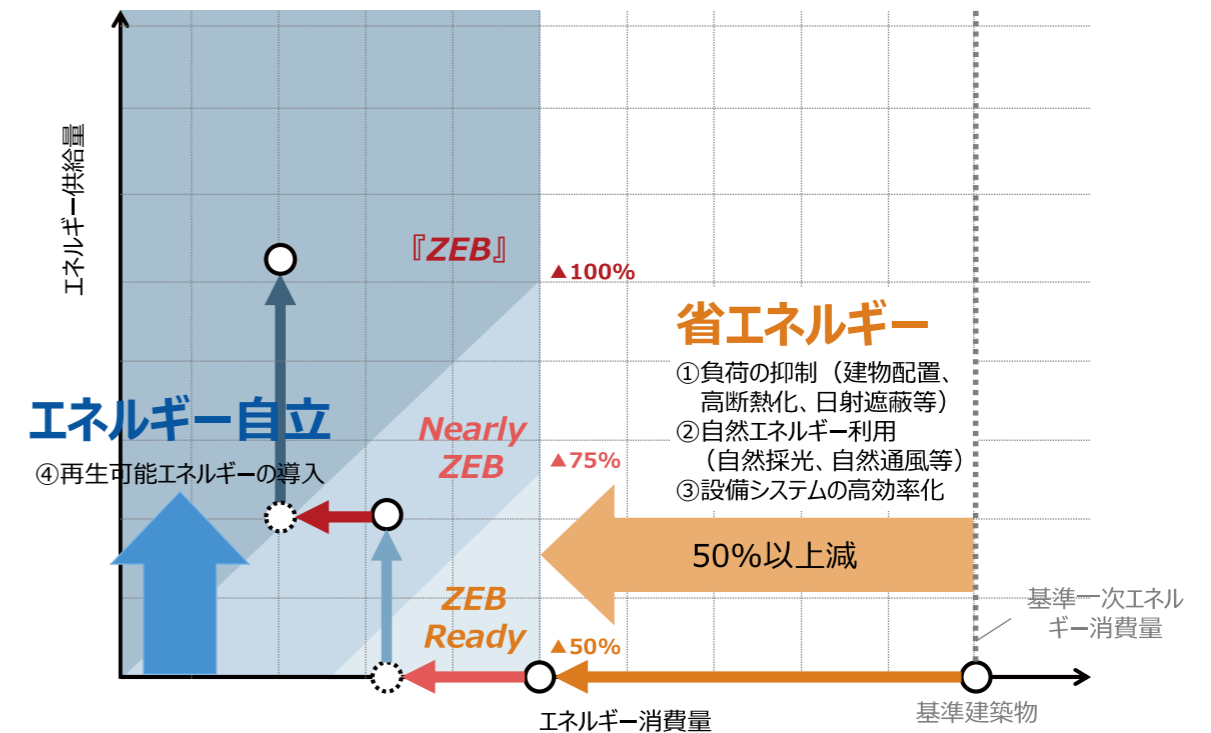 エネルギー供給量
『ZEB』
▲100%
省エネルギー
①負荷の抑制（建物配置、
高断熱化、日射遮蔽等）
②自然エネルギー利用
（自然採光、自然通風等）
③設備システムの高効率化
エネルギー自立
④再生可能エネルギーの導入
Nearly
ZEB
▲75%
50%以上減
ZEB
Ready
▲50%
基準一次エネル
ギー消費量
エネルギー消費量
基準建築物